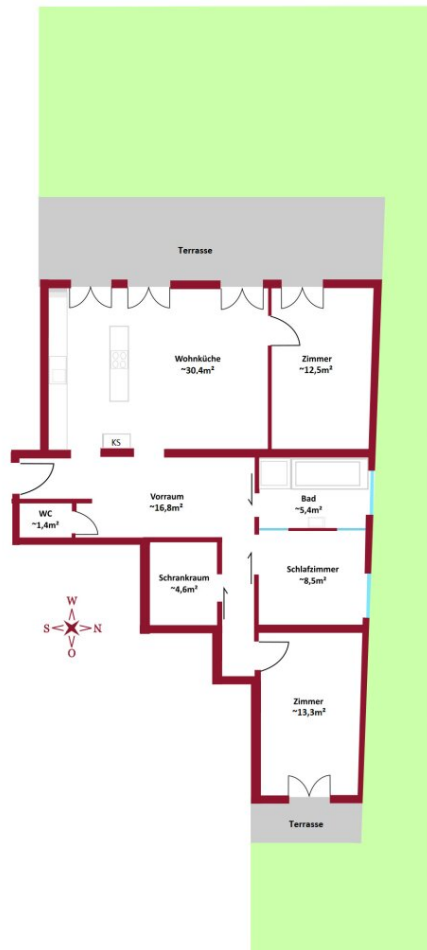 Terrasse
Wohnküche
~30,4m²
Zimmer
~12,5m²
KS
Vorraum
~16,8m²
Bad
~5,4m²
WC
~1,4m²
Schrankraum
~4,6m²
Schlafzimmer
~8,5m²
W
S N
O
Zimmer
~13,3m²
Terrasse